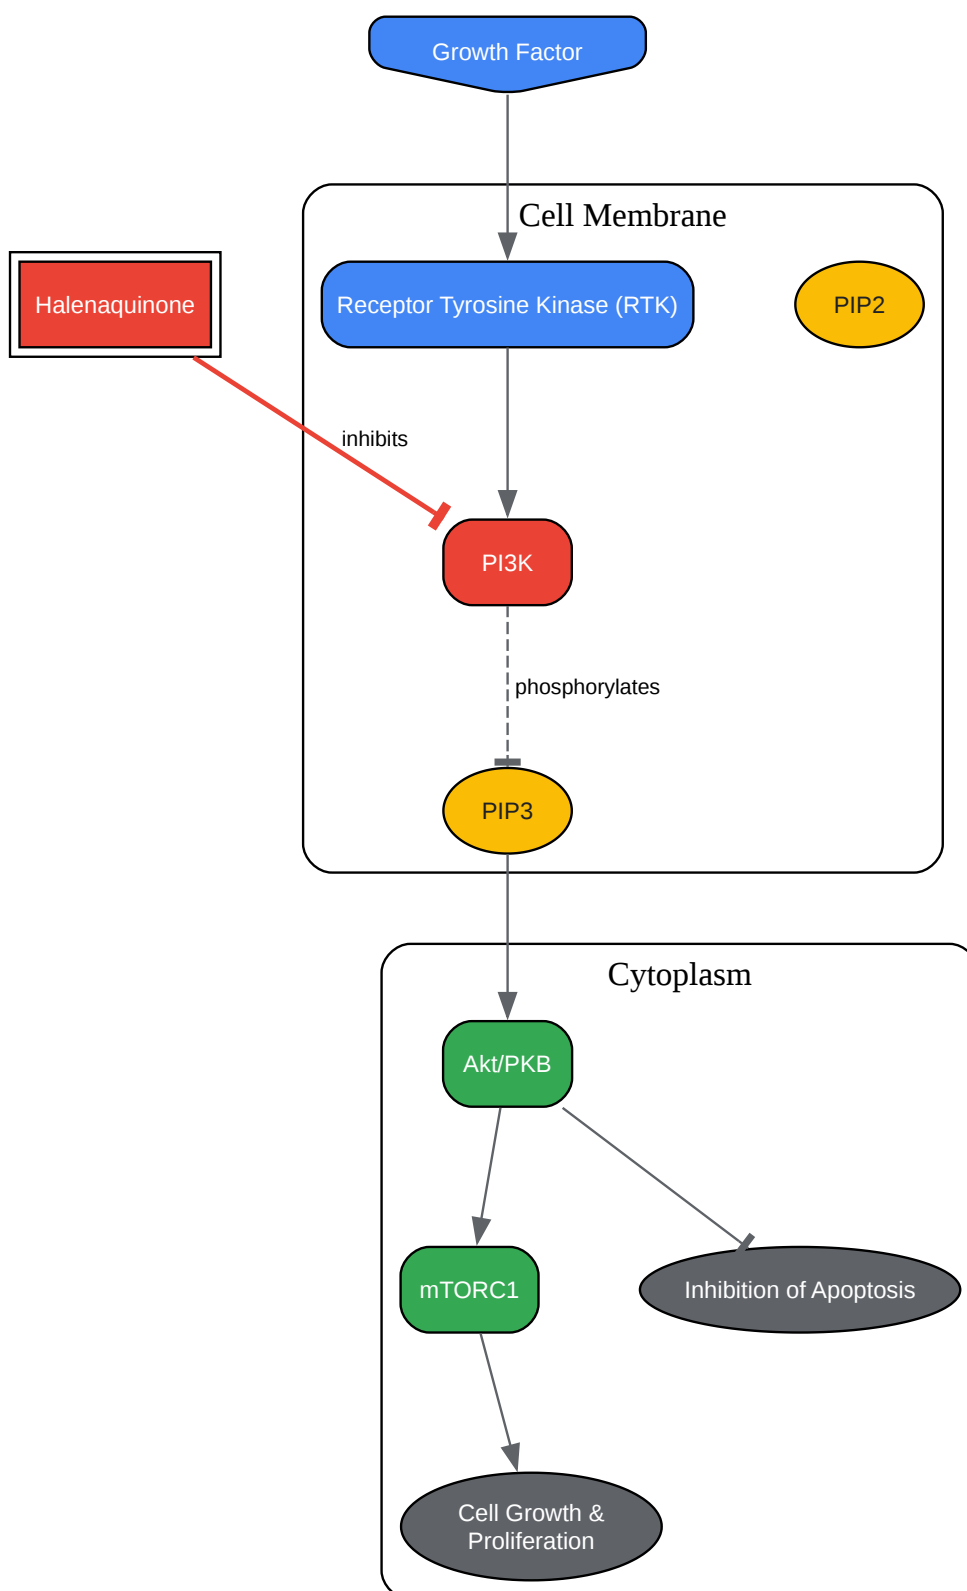 Growth Factor
Cell Membrane
Halenaquinone
Receptor Tyrosine Kinase (RTK)
PIP2
inhibits
PI3K
phosphorylates
PIP3
Cytoplasm
Akt/PKB
mTORC1
Inhibition of Apoptosis
Cell Growth &
Proliferation